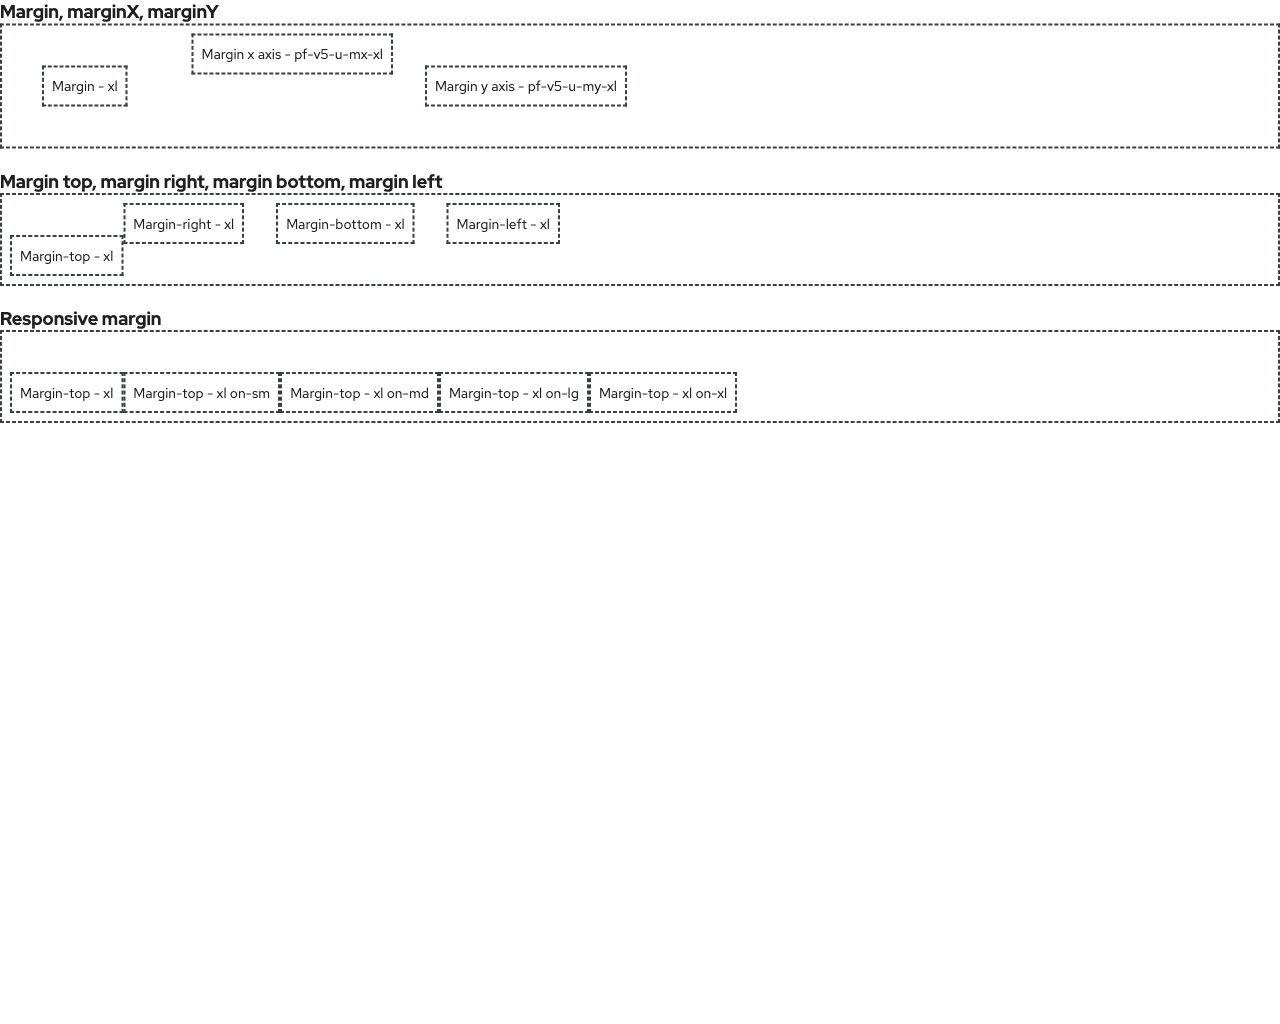 Margin, marginX, marginY
Margin x axis - pf-v5-u-mx-xl
Margin - xl
Margin y axis - pf-v5-u-my-xl
Margin top, margin right, margin bottom, margin left
Margin-right - xl
Margin-bottom - xl
Margin-left - xl
Margin-top - xl
Responsive margin
Margin-top - xl
Margin-top - xl on-sm
Margin-top - xl on-md
Margin-top - xl on-lg
Margin-top - xl on-xl